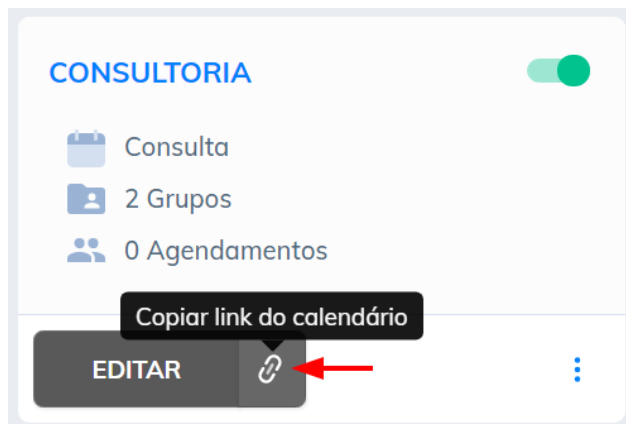 CONSULTORIA
Consulta
2 Grupos
0 Agendamentos
Copiar link do calendário
EDITAR